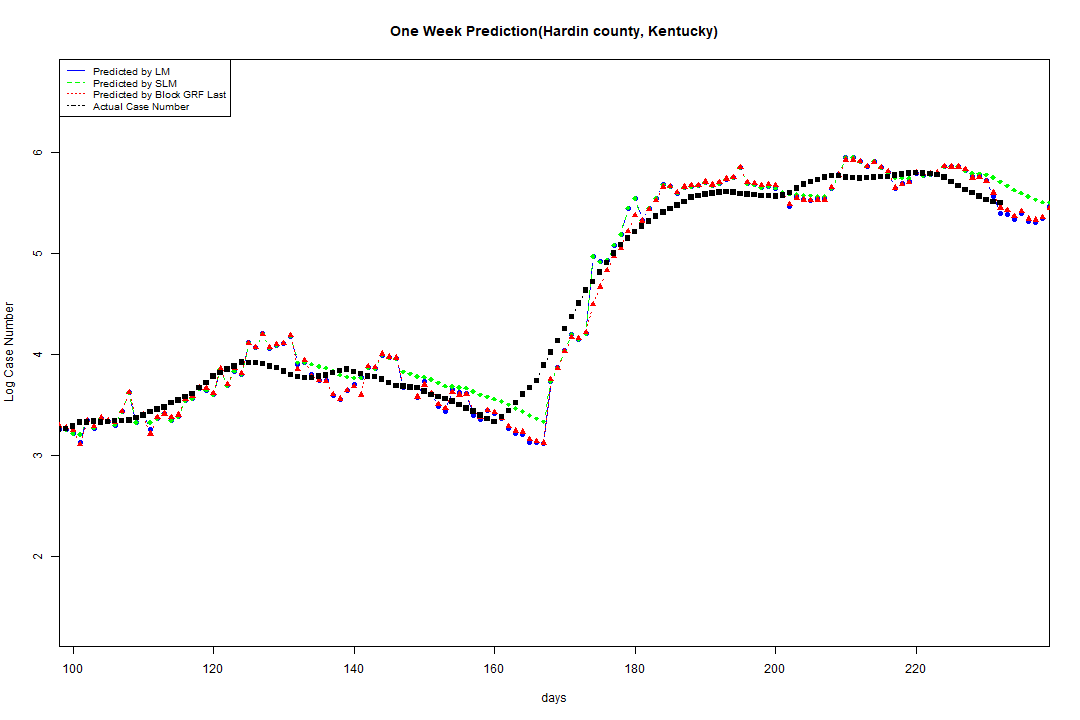 One Week Prediction(Hardin county, Kentucky)
Predicted by LM
Predicted by SLM
Predicted by Block GRF Last
Actual Case Number
6
5
4
3
2
Log Case Number
100 120 140 160 180 200 220
days